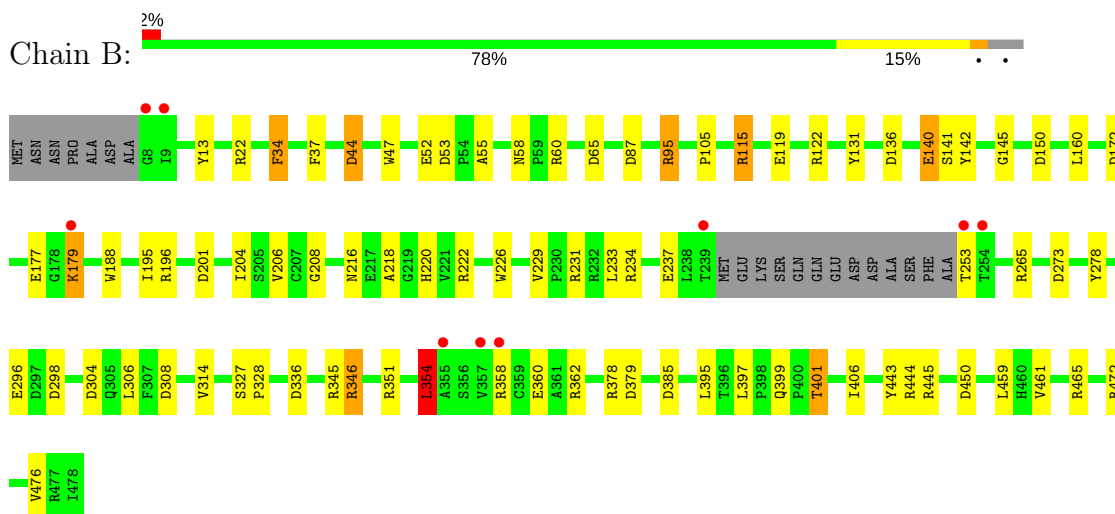 2%
Chain B:
78% 15% • •
MET ASN ASN PRO ALA ASP ALA G8 I9 Y13 R22 F34 F37 D44 W47 E52 D53 P54 A55 N58 P59 R60 D65 D87 R95 P105 R115 E119 R122 Y131 D136 E140 S141 Y142 G145 D150 L160
E177 G178 K179 W188 I195 R196 D201 I204 S205 V206 C207 G208 N216 E217 A218 G219 H220 V221 R222 W226 V229 P230 R231 R232 L233 R234 E237 L238 T239 MET GLU LYS SER GLN GLN GLU ASP ASP ALA SER PHE ALA T253 T254 R265 D273 Y278
E296 D297 D298 D304 Q305 L306 F307 D308 V314 S327 P328 D336 R345 R346 R351 L354 A355 S356 V357 R358 C359 E360 A361 R362 R378 D379 D385 L395 T396 L397 P398 Q399 P400 T401 I406 Y443 R444 R445 D450 L459 H460 V461 R465
V476 R477 I478